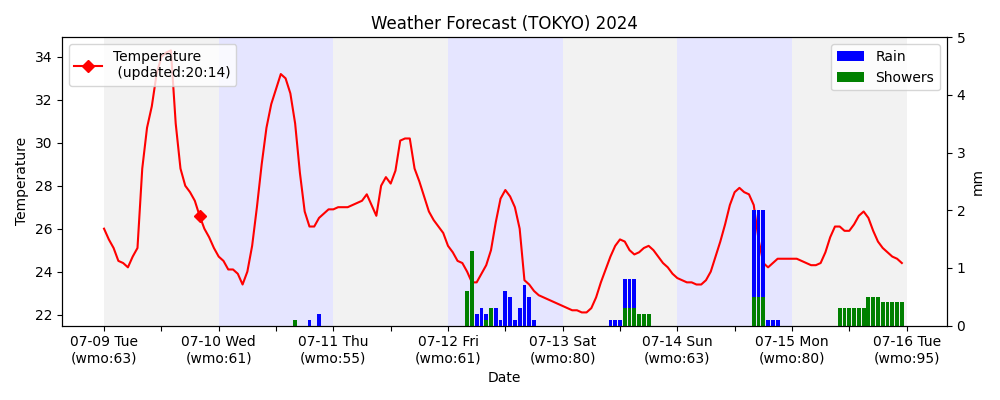 Weather Forecast (TOKYO) 2024
Temperature
(updated:20:14)
Rain
Showers
34
32
30
28
26
24
22
Temperature
5
4
3
2
1
0
mm
07-09 Tue
(wmo:63)
07-10 Wed
(wmo:61)
07-11 Thu
(wmo:55)
07-12 Fri
(wmo:61)
07-13 Sat
(wmo:80)
07-14 Sun
(wmo:63)
07-15 Mon
(wmo:80)
07-16 Tue
(wmo:95)
Date